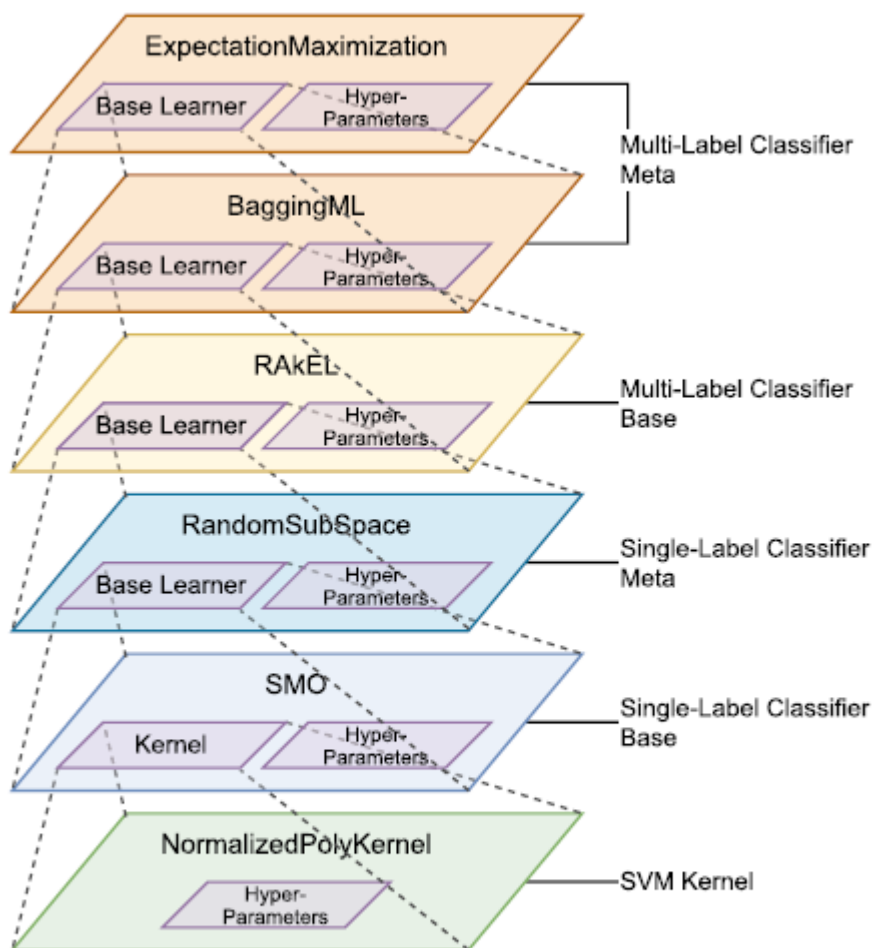 ExpectationMaximization
Base Learner
Hyper-
Parameters
Multi-Label Classifier
Meta
BaggingML
Base Learner
Hyper-
Parameters
RAkEL
Base Learner
Hyper-
Parameters
Multi-Label Classifier
Base
RandomSubSpace
Base Learner
Hyper-
Parameters
Single-Label Classifier
Meta
SMO
Kernel
Hyper-
Parameters
Single-Label Classifier
Base
NormalizedPolyKernel
Hyper-
Parameters
SVM Kernel